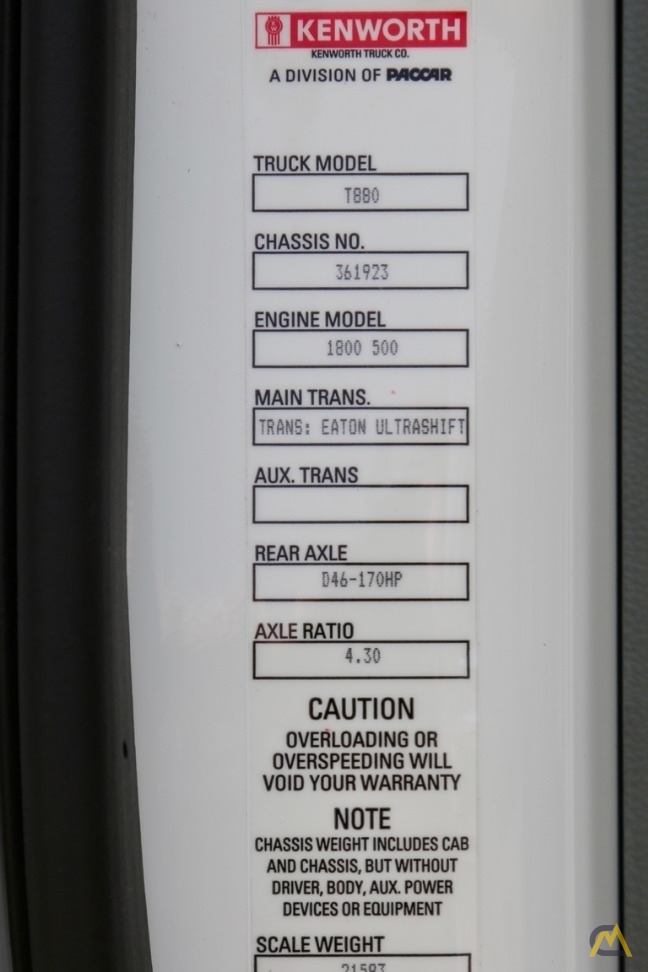 KENWORTH
KENWORTH TRUCK CO.
A DIVISION OF PACCAR
TRUCK MODEL
T880
CHASSIS NO.
361923
ENGINE MODEL
1800 500
MAIN TRANS.
TRANS: EATON ULTRASHIFT
AUX. TRANS
REAR AXLE
D46-170HP
AXLE RATIO
4.30
CAUTION
OVERLOADING OR
OVERSPEEDING WILL
VOID YOUR WARRANTY
NOTE
CHASSIS WEIGHT INCLUDES CAB
AND CHASSIS, BUT WITHOUT
DRIVER, BODY, AUX. POWER
DEVICES OR EQUIPMENT
SCALE WEIGHT